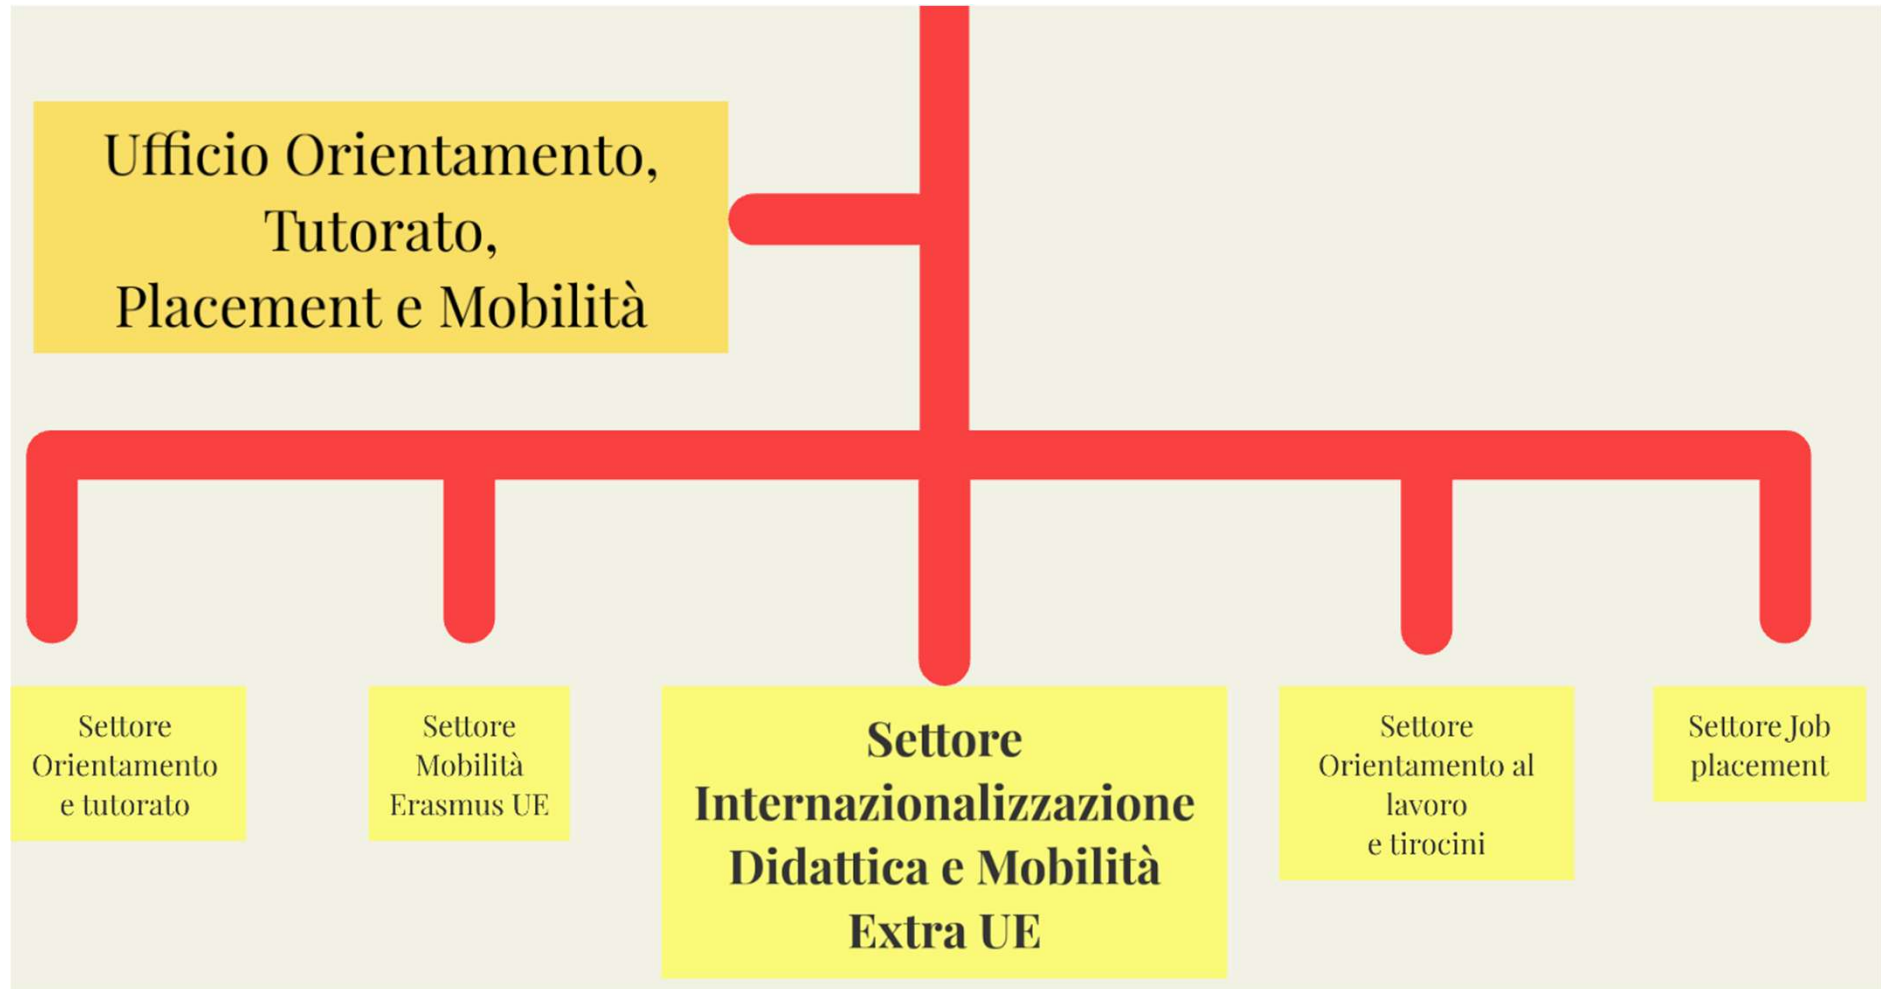 Ufficio Orientamento,
Tutorato,
Placement e Mobilità
Settore
Orientamento
e tutorato
Settore
Mobilità
Erasmus UE
Settore
Internazionalizzazione
Didattica e Mobilità
Extra UE
Settore
Orientamento al
lavoro
e tirocini
Settore Job
placement